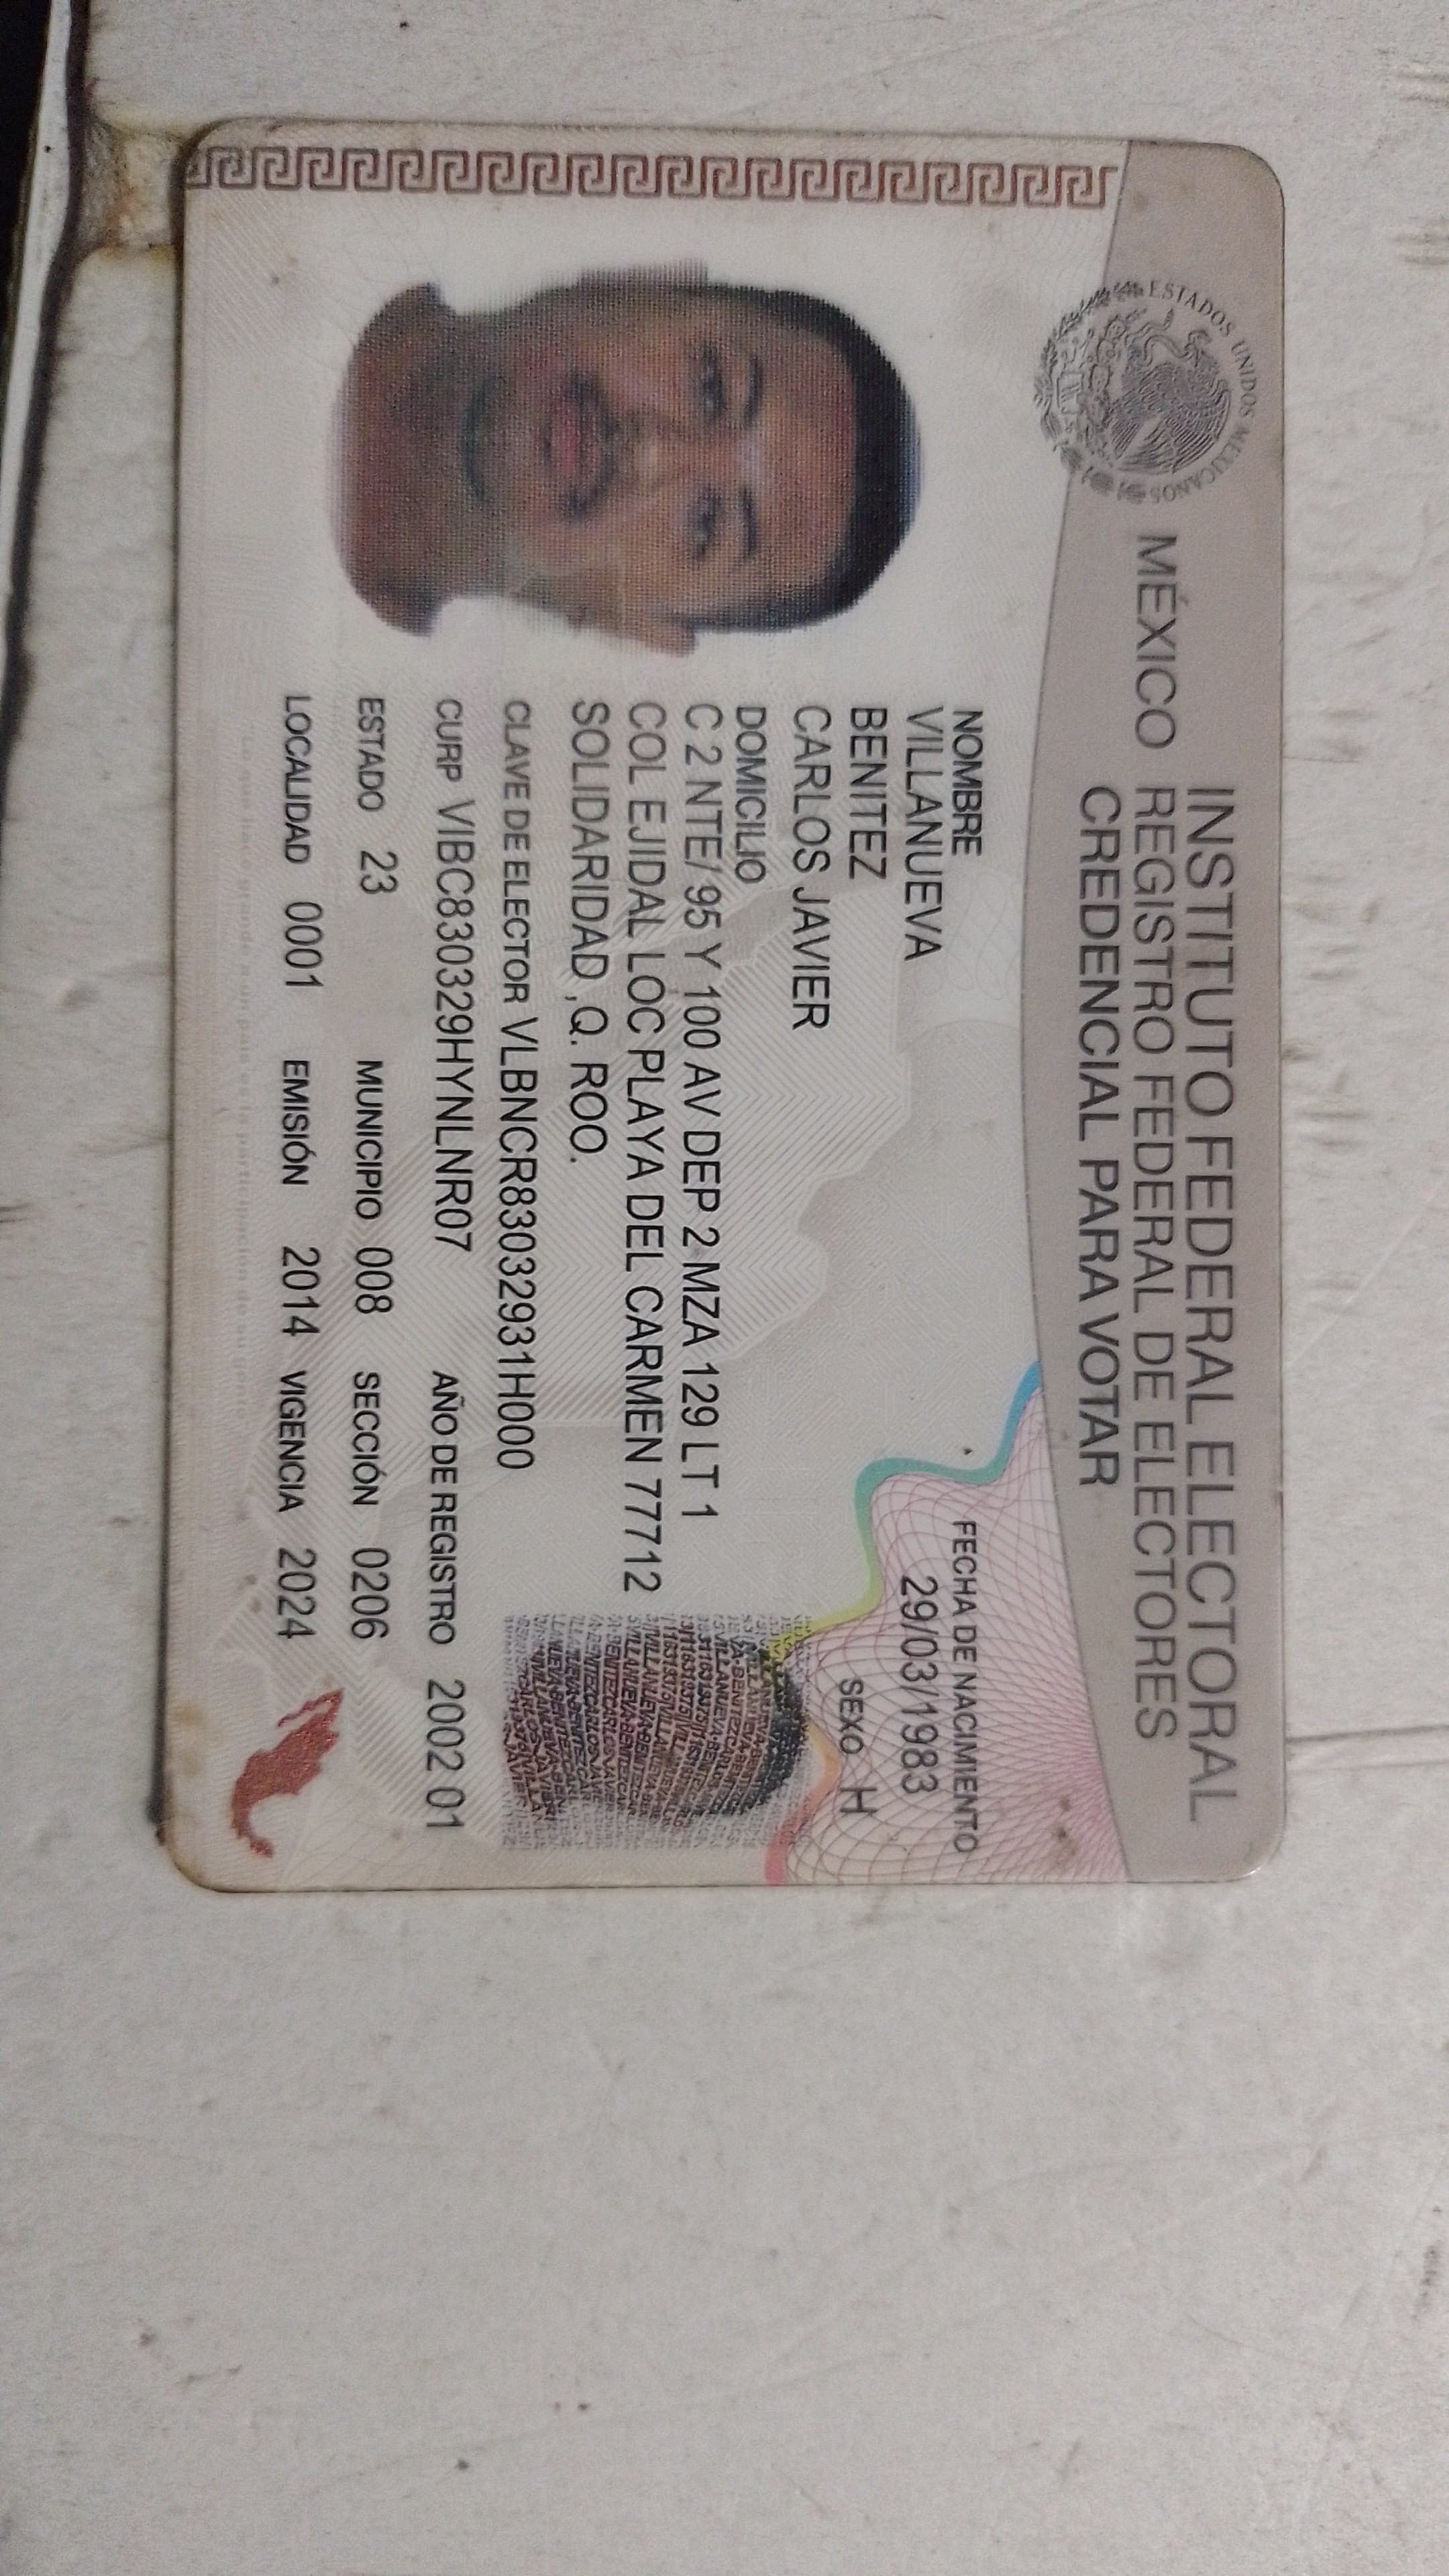 ESTADOS UNIDOS MEXICANOS
MÉXICO INSTITUTO FEDERAL ELECTORAL
REGISTRO FEDERAL DE ELECTORES
CREDENCIAL PARA VOTAR
NOMBRE
VILLANUEVA
BENITEZ
CARLOS JAVIER
FECHA DE NACIMIENTO
29/03/1983
SEXO H
DOMICILIO
C 2 NTE/ 95 Y 100 AV DEP 2 MZA 129 LT 1
COL EJIDAL LOC PLAYA DEL CARMEN 77712
SOLIDARIDAD ,Q. ROO.
CLAVE DE ELECTOR VLBNCR83032931H000
CURP VIBC830329HYNLNR07 AÑO DE REGISTRO 2002 01
ESTADO 23 MUNICIPIO 008 SECCIÓN 0206
LOCALIDAD 0001 EMISIÓN 2014 VIGENCIA 2024